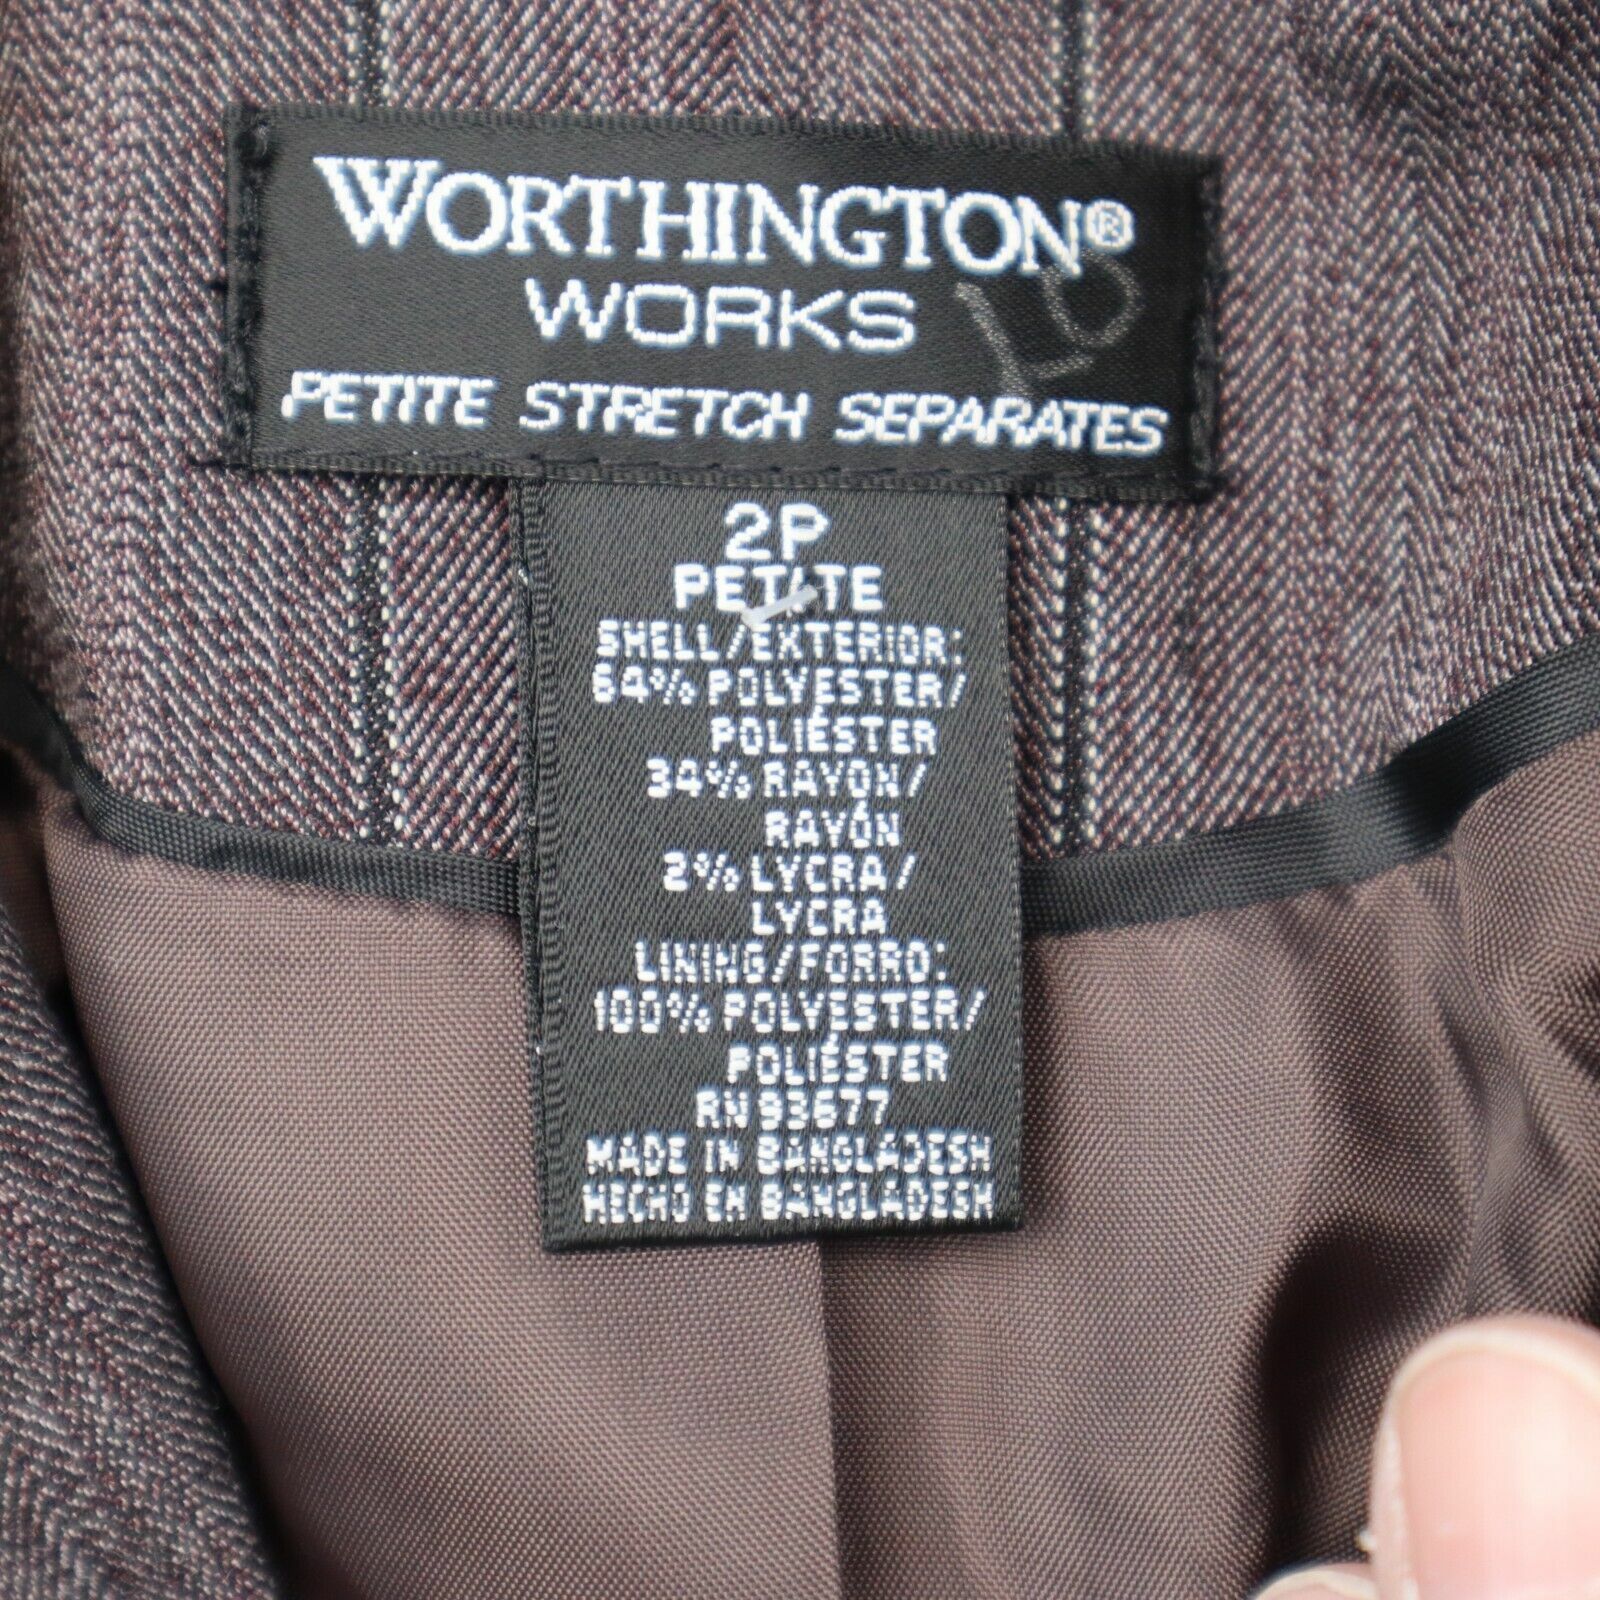 WORTHINGTON®
WORKS
PETITE STRETCH SEPARATES
2P
PETITE
SHELL/EXTERIOR:
64% POLYESTER/
POLIÉSTER
34% RAYON/
RAYÓN
2% LYCRA/
LYCRA
LINING/FORRO:
100% POLYESTER/
POLIÉSTER
RN 93677
MADE IN BANGLADESH
HECHO EN BANGLADESH